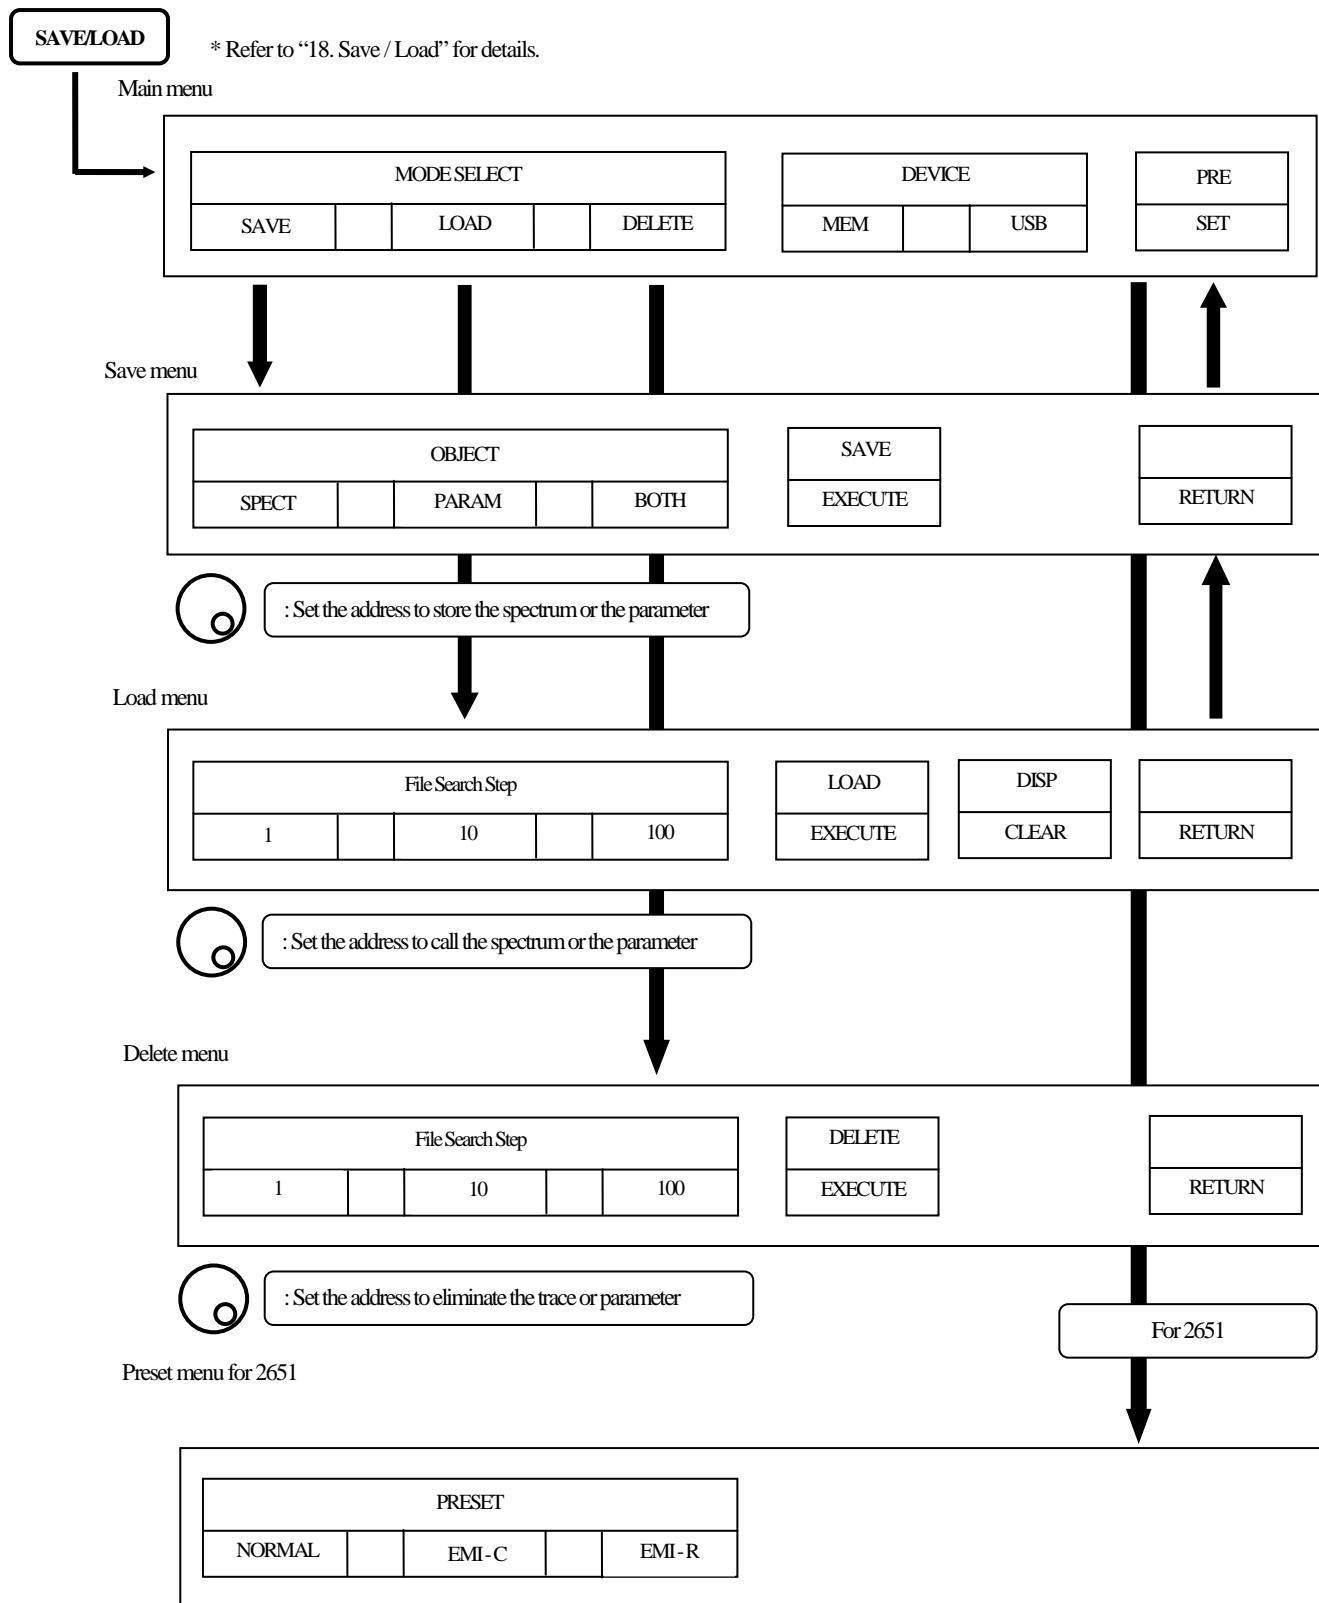 SAVE/LOAD
* Refer to “18. Save / Load” for details.
Main menu
MODE SELECT
SAVE
LOAD
DELETE
DEVICE
MEM
USB
PRE
SET
Save menu
OBJECT
SPECT
PARAM
BOTH
SAVE
EXECUTE
RETURN
: Set the address to store the spectrum or the parameter
Load menu
File Search Step
1
10
100
LOAD
EXECUTE
DISP
CLEAR
RETURN
: Set the address to call the spectrum or the parameter
Delete menu
File Search Step
1
10
100
DELETE
EXECUTE
RETURN
: Set the address to eliminate the trace or parameter
For 2651
Preset menu for 2651
PRESET
NORMAL
EMI - C
EMI - R